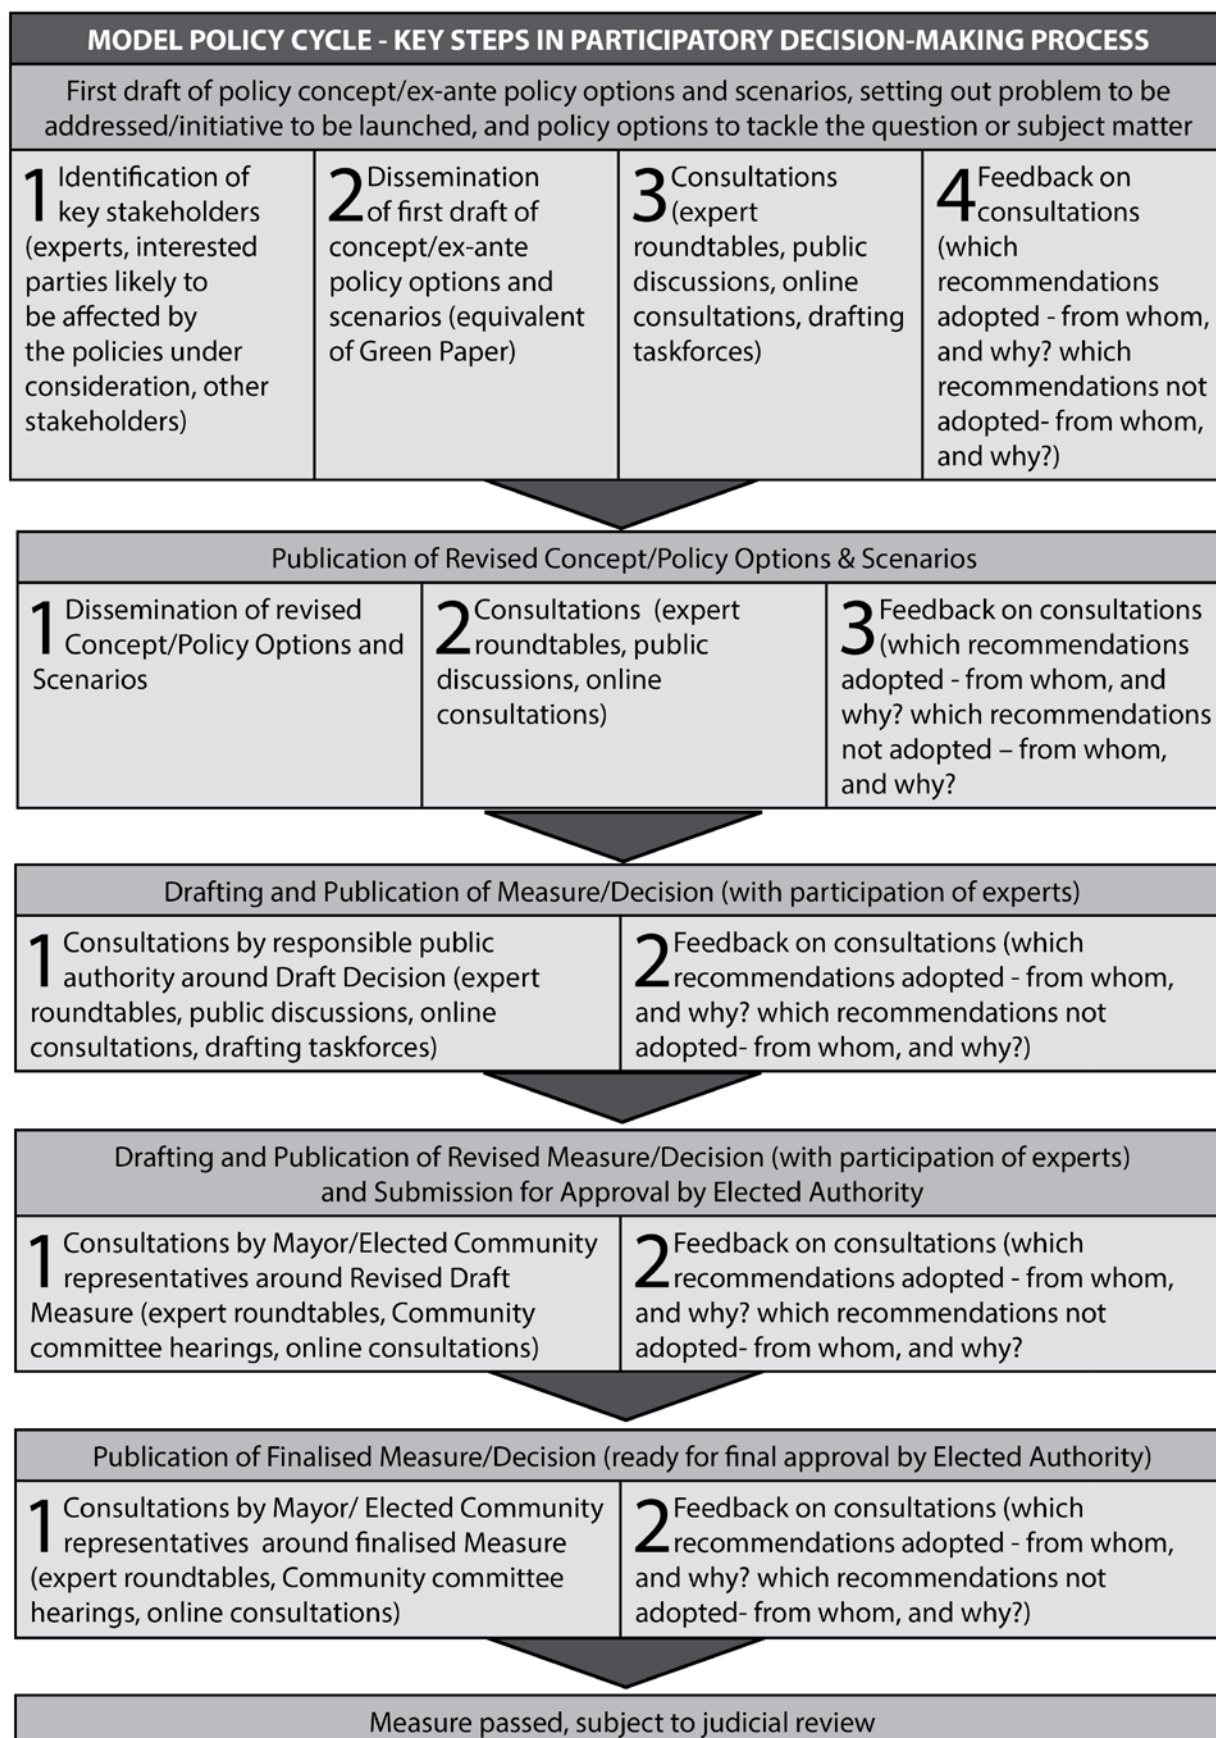 MODEL POLICY CYCLE - KEY STEPS IN PARTICIPATORY DECISION-MAKING PROCESS
First draft of policy concept/ex-ante policy options and scenarios, setting out problem to be
addressed/initiative to be launched, and policy options to tackle the question or subject matter
1 Identification of
key stakeholders
(experts, interested
parties likely to
be affected by
the policies under
consideration, other
stakeholders)
2 Dissemination
of first draft of
concept/ex-ante
policy options and
scenarios (equivalent
of Green Paper)
3 Consultations
(expert
roundtables, public
discussions, online
consultations, drafting
taskforces)
4 Feedback on
consultations
(which
recommendations
adopted - from whom,
and why? which
recommendations not
adopted- from whom,
and why?)
Publication of Revised Concept/Policy Options & Scenarios
1 Dissemination of revised
Concept/Policy Options and
Scenarios
2 Consultations (expert
roundtables, public
discussions, online
consultations)
3 Feedback on consultations
(which recommendations
adopted - from whom, and
why? which recommendations
not adopted – from whom,
and why?
Drafting and Publication of Measure/Decision (with participation of experts)
1 Consultations by responsible public
authority around Draft Decision (expert
roundtables, public discussions, online
consultations, drafting taskforces)
2 Feedback on consultations (which
recommendations adopted - from whom,
and why? which recommendations not
adopted- from whom, and why?)
Drafting and Publication of Revised Measure/Decision (with participation of experts)
and Submission for Approval by Elected Authority
1 Consultations by Mayor/Elected Community
representatives around Revised Draft
Measure (expert roundtables, Community
committee hearings, online consultations)
2 Feedback on consultations (which
recommendations adopted - from whom,
and why? which recommendations not
adopted- from whom, and why?
Publication of Finalised Measure/Decision (ready for final approval by Elected Authority)
1 Consultations by Mayor/ Elected Community
representatives around finalised Measure
(expert roundtables, Community committee
hearings, online consultations)
2 Feedback on consultations (which
recommendations adopted - from whom,
and why? which recommendations not
adopted- from whom, and why?)
Measure passed, subject to judicial review